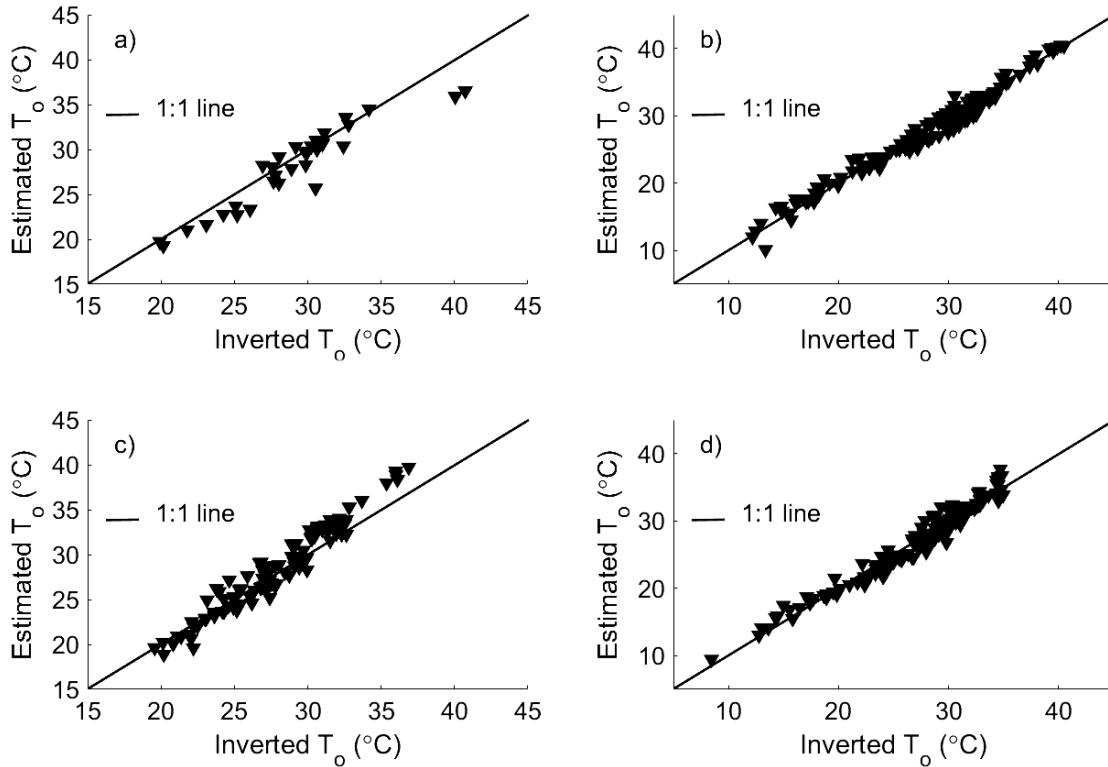 45
40
35
30
25
20
15
Estimated T_o (°C)
a)
1:1 line
15 20 25 30 35 40 45
Inverted T_o (°C)
40
30
20
10
Estimated T_o (°C)
b)
1:1 line
10 20 30 40
Inverted T_o (°C)
45
40
35
30
25
20
15
Estimated T_o (°C)
c)
1:1 line
15 20 25 30 35 40 45
Inverted T_o (°C)
40
30
20
10
Estimated T_o (°C)
d)
1:1 line
10 20 30 40
Inverted T_o (°C)